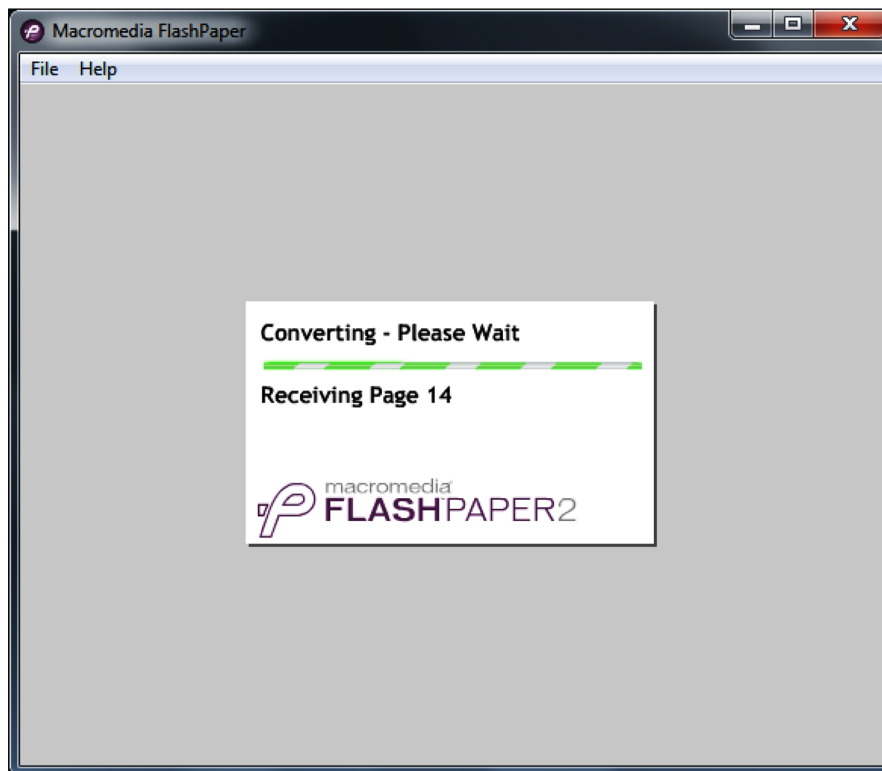 Macromedia FlashPaper
File Help
Converting - Please Wait
Receiving Page 14
macromedia
FLASHPAPER2